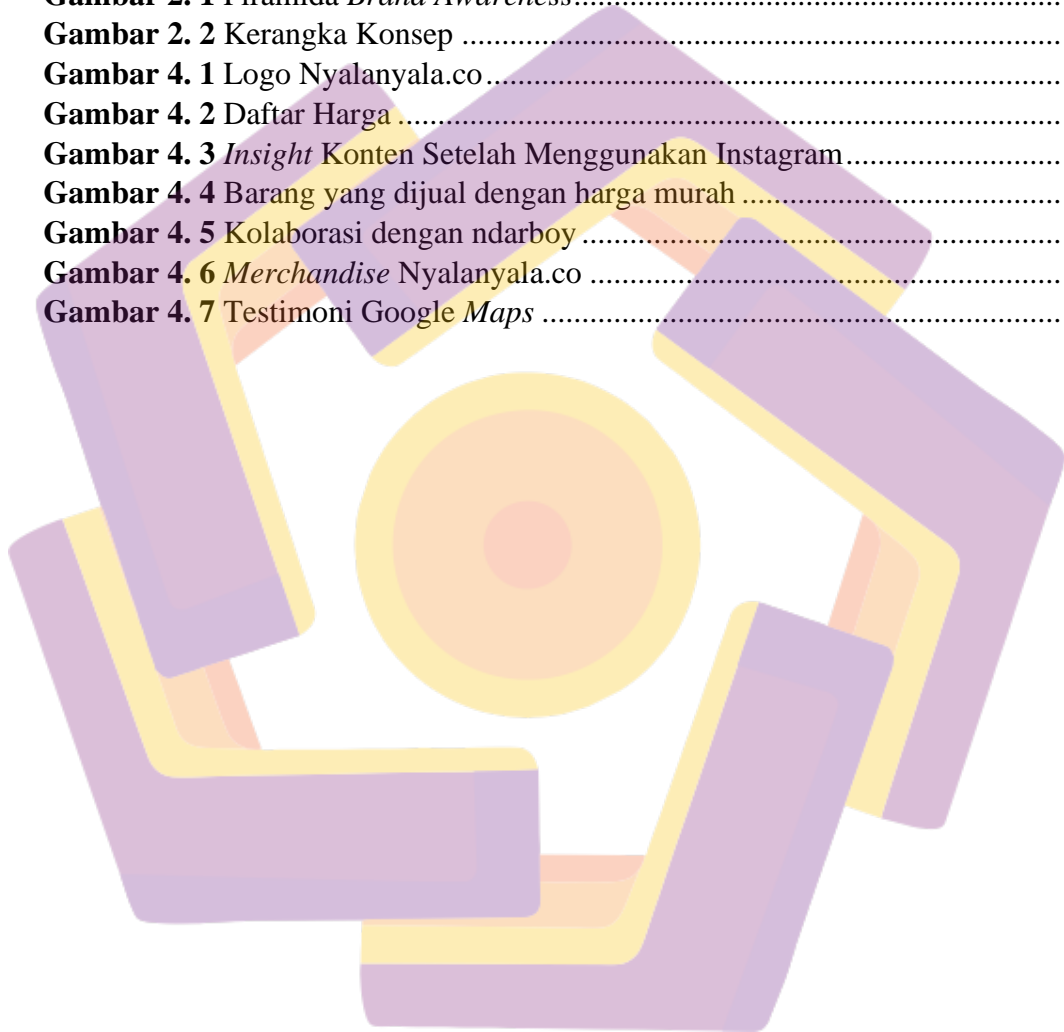 Gambar 2. 1 Piramida Brand Awareness..............................................................
Gambar 2. 2 Kerangka Konsep ..............................................................................
Gambar 4. 1 Logo Nyalanyala.co...........................................................................
Gambar 4. 2 Daftar Harga ......................................................................................
Gambar 4. 3 Insight Konten Setelah Menggunakan Instagram............................
Gambar 4. 4 Barang yang dijual dengan harga murah .........................................
Gambar 4. 5 Kolaborasi dengan ndarboy ..............................................................
Gambar 4. 6 Merchandise Nyalanyala.co .............................................................
Gambar 4. 7 Testimoni Google Maps ....................................................................